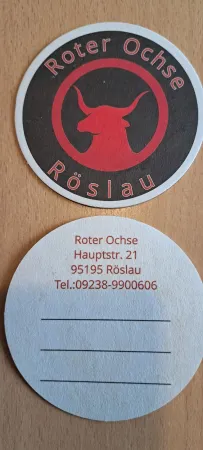 Roter Ochse
Röslau
Roter Ochse
Hauptstr. 21
95195 Röslau
Tel.:09238-9900606